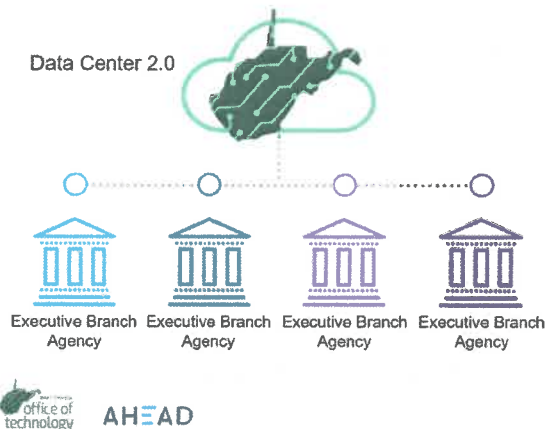 Data Center 2.0
Executive Branch Executive Branch Executive Branch Executive Branch
Agency Agency Agency Agency
office of
technology
AHEAD